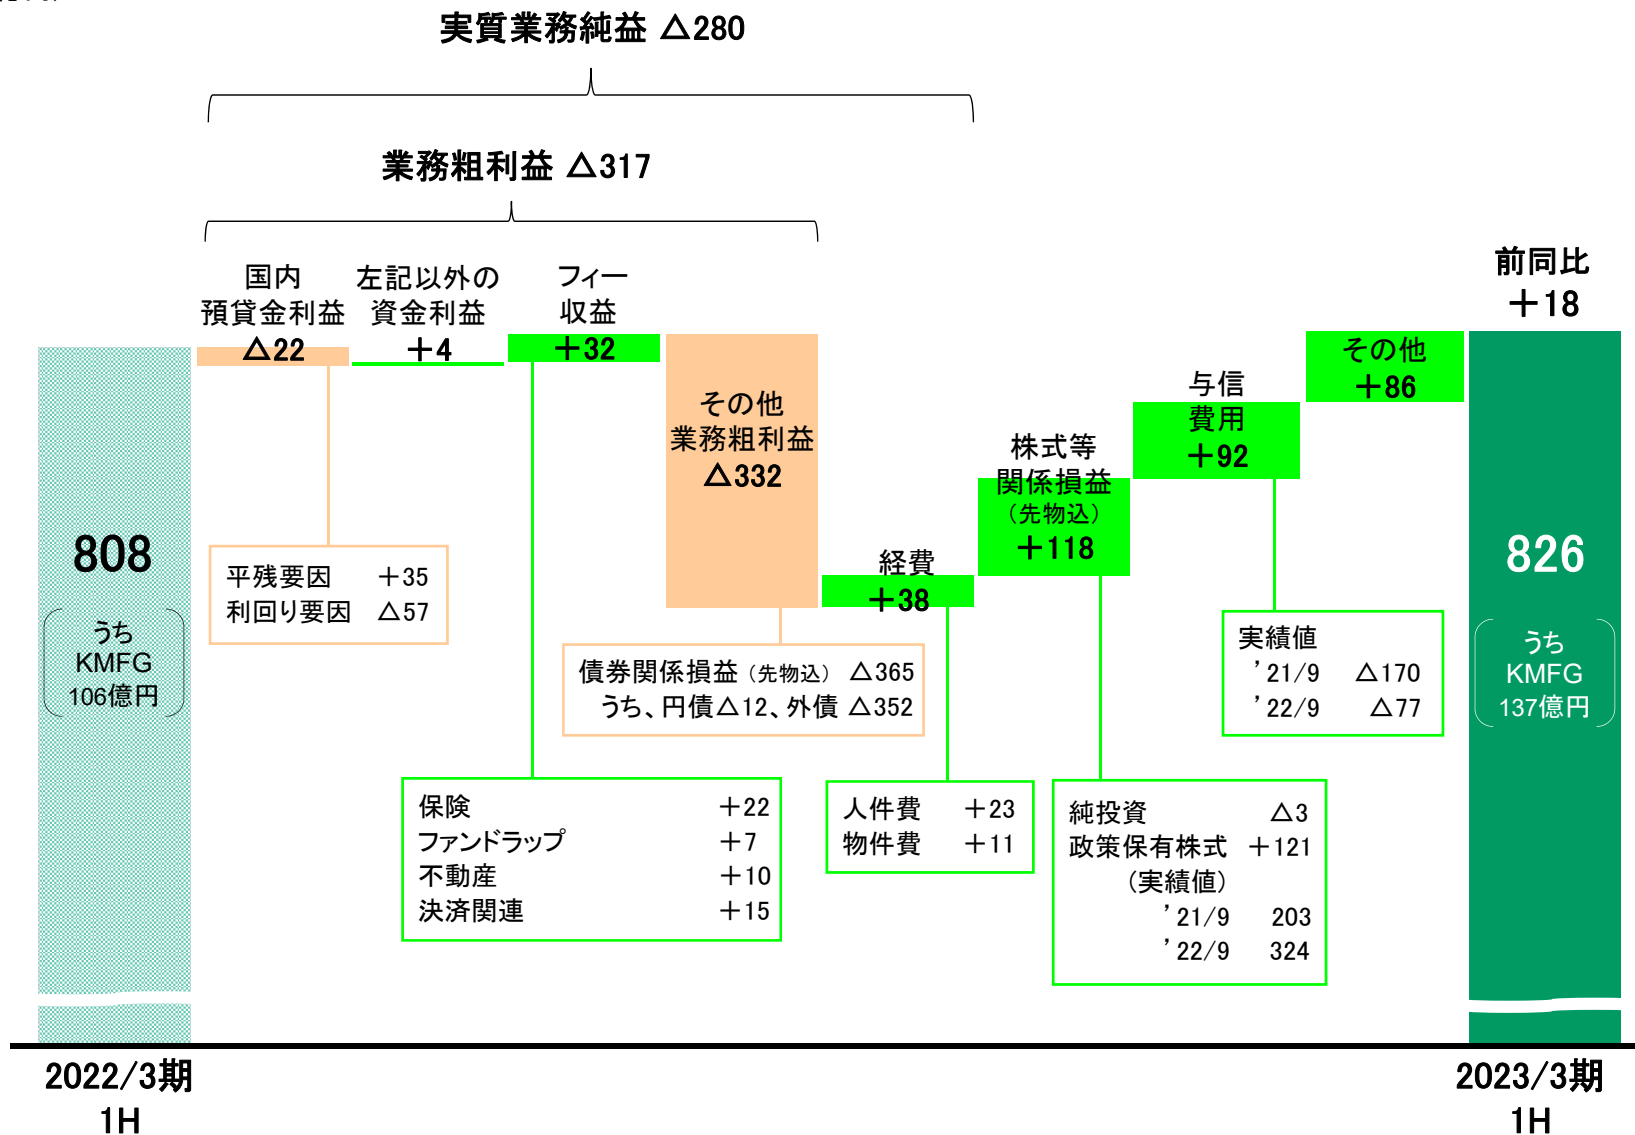 実質業務純益 △280
業務粗利益 △317
国内
預貸金利益
△22
左記以外の
資金利益
＋4
フィー
収益
＋32
その他
業務粗利益
△332
経費
＋38
株式等
関係損益
（先物込）
＋118
与信
費用
＋92
その他
＋86
前同比
＋18
808
うち
KMFG
106億円
平残要因 ＋35
利回り要因 △57
債券関係損益（先物込） △365
うち、円債△12、外債 △352
保険 ＋22
ファンドラップ ＋7
不動産 ＋10
決済関連 ＋15
人件費 ＋23
物件費 ＋11
純投資 △3
政策保有株式 ＋121
（実績値）
’21/9 203
’22/9 324
実績値
’21/9 △170
’22/9 △77
826
うち
KMFG
137億円
2022/3期
1H
2023/3期
1H